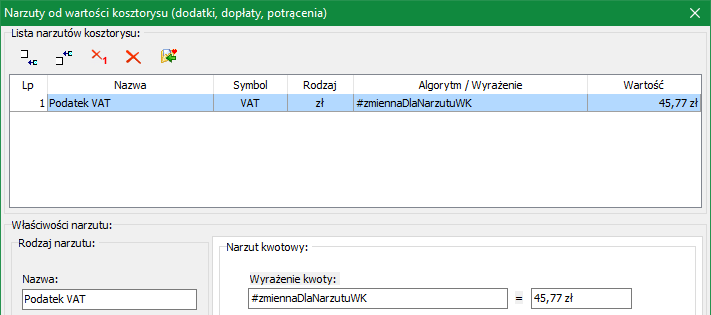 Narzuty od wartości kosztorysu (dodatki, dopłaty, potrącenia)
Lista narzutów kosztorysu:
1
Lp Nazwa Symbol Rodzaj Algorytm / Wyrażenie Wartość
1 Podatek VAT VAT zł #zmiennaDlaNarzutuWK 45,77 zł
Właściwości narzutu:
Rodzaj narzutu:
Narzut kwotowy:
Nazwa:
Wyrażenie kwoty:
Podatek VAT
#zmiennaDlaNarzutuWK = 45,77 zł